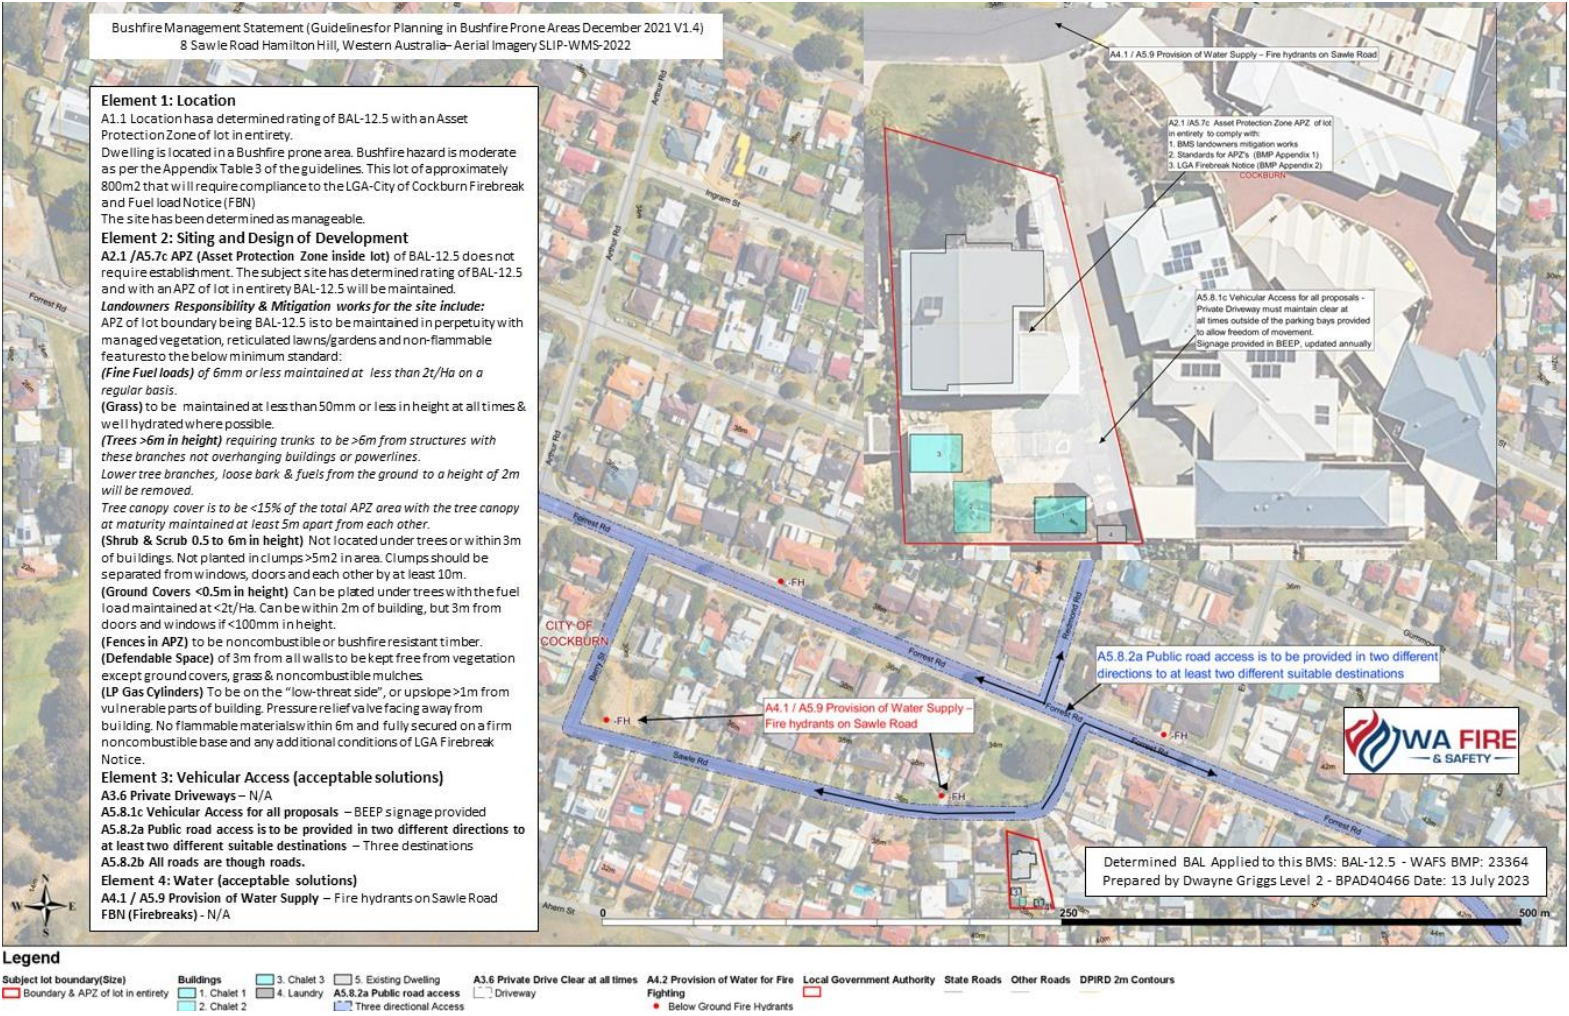 Bushfire Management Statement (Guidelines for Planning in Bushfire Prone Areas December 2021 V1.4)
8 Sawle Road Hamilton Hill, Western Australia– Aerial Imagery SLIP-WMS-2022
Element 1: Location
A1.1 Location has a determined rating of BAL-12.5 with an Asset
Protection Zone of lot in entirety.
Dwelling is located in a Bushfire prone area. Bushfire hazard is moderate
as per the Appendix Table 3 of the guidelines. This lot of approximately
800m2 that will require compliance to the LGA-City of Cockburn Firebreak
and Fuel load Notice (FBN)
The site has been determined as manageable.
Element 2: Siting and Design of Development
A2.1 /A5.7c APZ (Asset Protection Zone inside lot) of BAL-12.5 does not
require establishment. The subject site has determined rating of BAL-12.5
and with an APZ of lot in entirety BAL-12.5 will be maintained.
Landowners Responsibility & Mitigation works for the site include:
APZ of lot boundary being BAL-12.5 is to be maintained in perpetuity with
managed vegetation, reticulated lawns/gardens and non-flammable
features to the below minimum standard:
(Fine Fuel loads) of 6mm or less maintained at less than 2t/Ha on a
regular basis.
(Grass) to be maintained at less than 50mm or less in height at all times &
well hydrated where possible.
(Trees >6m in height) requiring trunks to be >6m from structures with
these branches not overhanging buildings or powerlines.
Lower tree branches, loose bark & fuels from the ground to a height of 2m
will be removed.
Tree canopy cover is to be <15% of the total APZ area with the tree canopy
at maturity maintained at least 5m apart from each other.
(Shrub & Scrub 0.5 to 6m in height) Not located under trees or within 3m
of buildings. Not planted in clumps >5m2 in area. Clumps should be
separated from windows, doors and each other by at least 10m.
(Ground Covers <0.5m in height) Can be plated under trees with the fuel
load maintained at <2t/Ha. Can be within 2m of building, but 3m from
doors and windows if <100mm in height.
(Fences in APZ) to be noncombustible or bushfire resistant timber.
(Defendable Space) of 3m from all walls to be kept free from vegetation
except ground covers, grass & noncombustible mulches.
(LP Gas Cylinders) To be on the “low-threat side”, or upslope >1m from
vulnerable parts of building. Pressure relief valve facing away from
building. No flammable materials within 6m and fully secured on a firm
noncombustible base and any additional conditions of LGA Firebreak
Notice.
Element 3: Vehicular Access (acceptable solutions)
A3.6 Private Driveways – N/A
A5.8.1c Vehicular Access for all proposals – BEEP signage provided
A5.8.2a Public road access is to be provided in two different directions to
at least two different suitable destinations – Three destinations
A5.8.2b All roads are though roads.
Element 4: Water (acceptable solutions)
A4.1 / A5.9 Provision of Water Supply – Fire hydrants on Sawle Road
FBN (Firebreaks) - N/A
A4.1 / A5.9 Provision of Water Supply – Fire hydrants on Sawle Road
A2.1 /A5.7c Asset Protection Zone APZ of lot
in entirety to comply with:
1. BMS landowners mitigation works
2. Standards for APZ's (BMP Appendix 1)
3. LGA Firebreak Notice (BMP Appendix 2)
COCKBURN
A5.8.1c Vehicular Access for all proposals -
Private Driveway must maintain clear at
all times outside of the parking bays provided
to allow freedom of movement.
Signage provided in BEEP, updated annually
3
2
1
4
Arthur Rd
Ingram St
Arthur Rd
Arthur Rd
Forrest Rd
Forrest Rd
-FH
Redmond Rd
CITY OF
COCKBURN
Berry St
Forrest Rd
A5.8.2a Public road access is to be provided in two different
directions to at least two different suitable destinations
A4.1 / A5.9 Provision of Water Supply –
Fire hydrants on Sawle Road
-FH
Forrest Rd
Forrest Rd
-FH
Sawle Rd
-FH
Forrest Rd
WA FIRE
& SAFETY
Determined BAL Applied to this BMS: BAL-12.5 - WAFS BMP: 23364
Prepared by Dwayne Griggs Level 2 - BPAD40466 Date: 13 July 2023
Ahern St
0
250
500 m
N
W
E
S
Legend
Subject lot boundary(Size)
Boundary & APZ of lot in entirety
Buildings
1. Chalet 1
2. Chalet 2
3. Chalet 3
4. Laundry
5. Existing Dwelling
A5.8.2a Public road access
Three directional Access
A3.6 Private Drive Clear at all times
Driveway
A4.2 Provision of Water for Fire
Fighting
Below Ground Fire Hydrants
Local Government Authority
State Roads
Other Roads
DPIRD 2m Contours